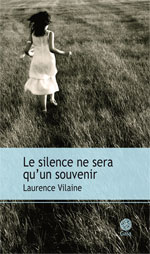 Le silence ne sera
qu'un souvenir
Laurence Vilaine